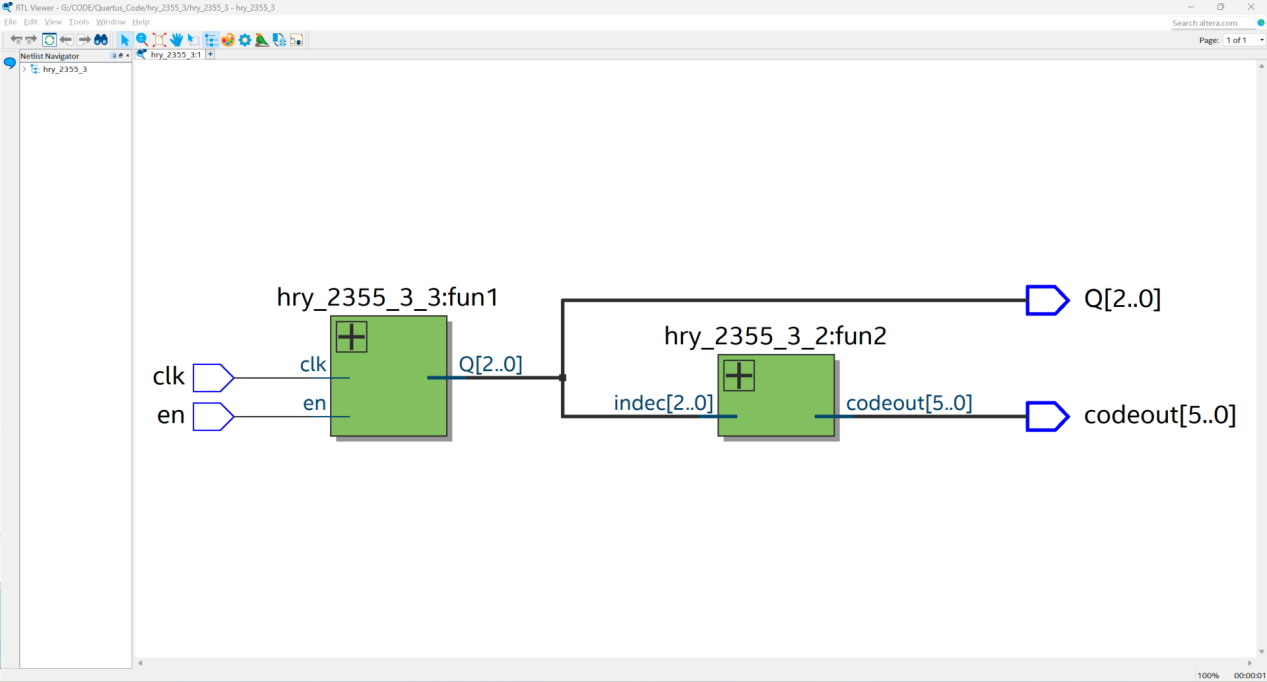 RTL Viewer - G:/CODE/Quartus_Code/hry_2355_3/hry_2355_3 - hry_2355_3
File Edit View Tools Window Help
Search altera.com
Page: 1 of 1
Netlist Navigator
hry_2355_3:1
hry_2355_3
hry_2355_3_3:fun1
Q[2..0]
hry_2355_3_2:fun2
clk
clk
Q[2..0]
en
en
indec[2..0]
codeout[5..0]
codeout[5..0]
100% 00:00:01